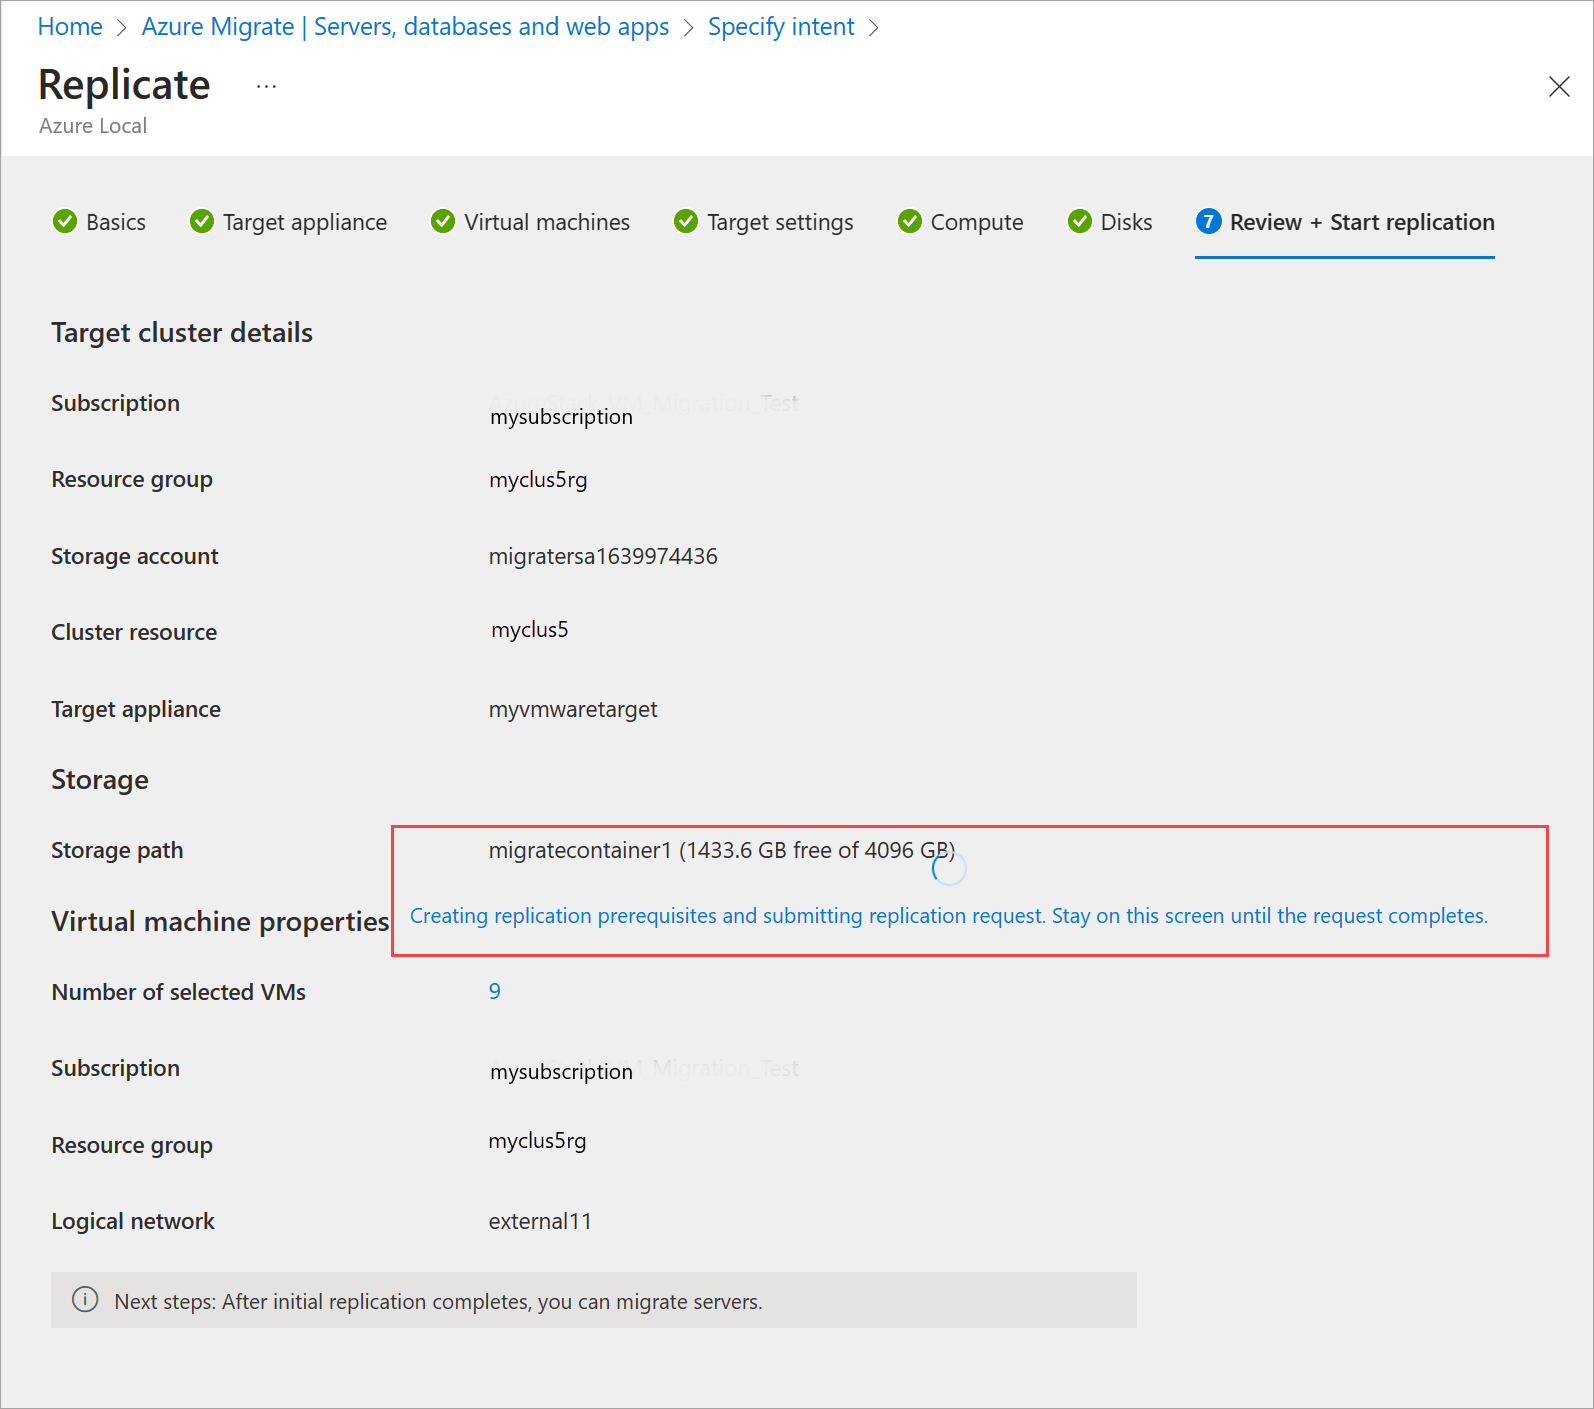 Home > Azure Migrate | Servers, databases and web apps > Specify intent >
Replicate ...
Azure Local
Basics Target appliance Virtual machines Target settings Compute Disks 7 Review + Start replication
Target cluster details
Subscription mysubscription
Resource group myclus5rg
Storage account migratersa1639974436
Cluster resource myclus5
Target appliance myvmwaretarget
Storage
Storage path migratecontainer1 (1433.6 GB free of 4096 GB)
Creating replication prerequisites and submitting replication request. Stay on this screen until the request completes.
Virtual machine properties
Number of selected VMs 9
Subscription mysubscription
Resource group myclus5rg
Logical network external11
Next steps: After initial replication completes, you can migrate servers.